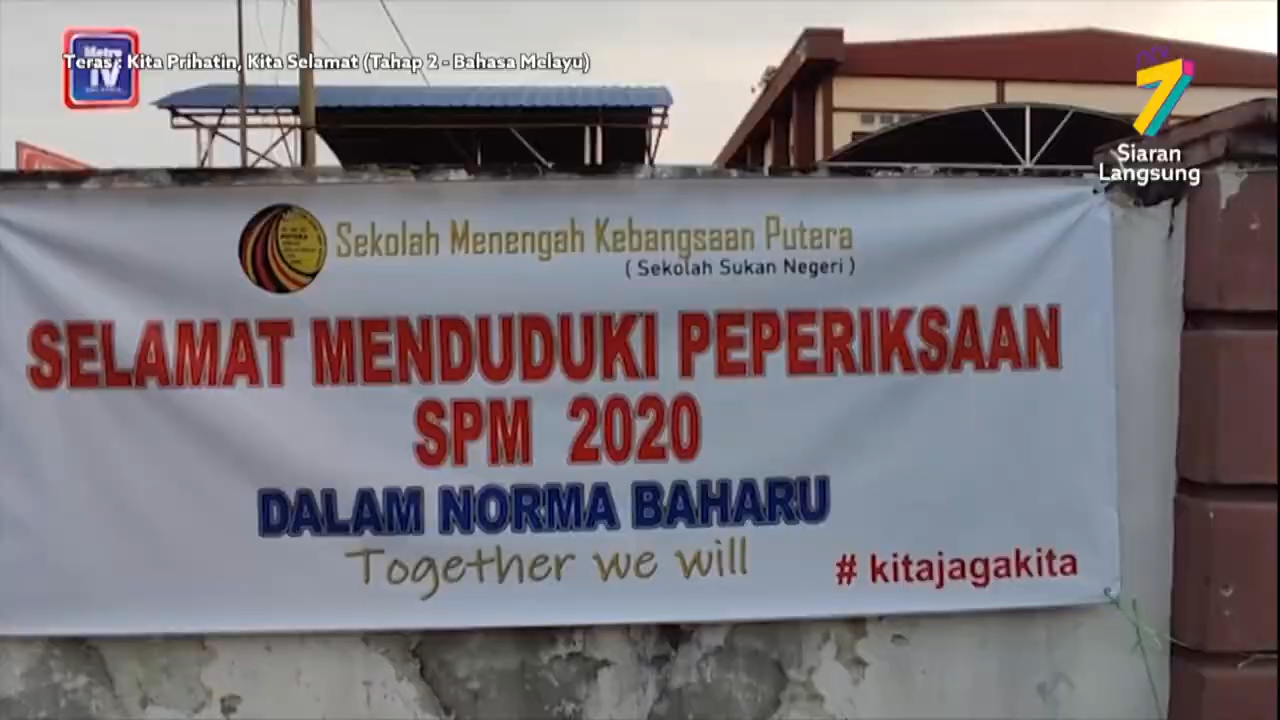 Metro
TV
Teras : Kita Prihatin, Kita Selamat (Tahap 2 - Bahasa Melayu)
7
Siaran
Langsung
PUTERA
Sekolah Menengah Kebangsaan Putera
( Sekolah Sukan Negeri )
SELAMAT MENDUDUKI PEPERIKSAAN
SPM 2020
DALAM NORMA BAHARU
Together we will
# kitajagakita